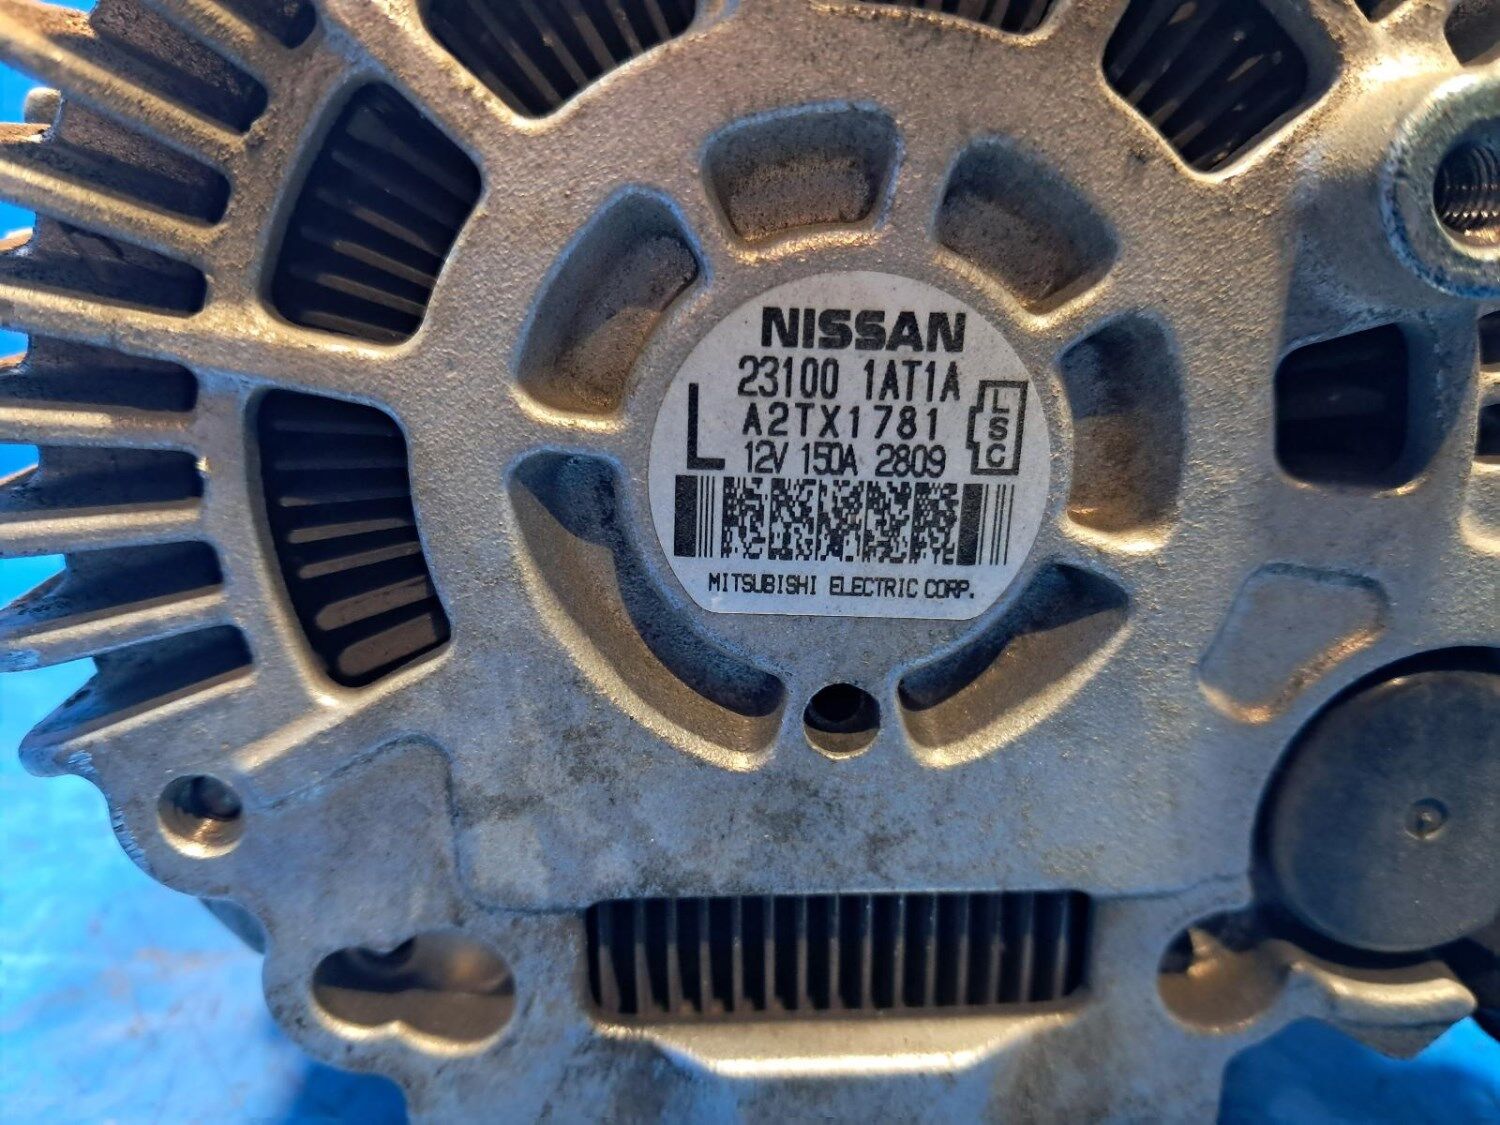 NISSAN
23100 1AT1A
A2TX1781
L
12V 150A 2809
LSC
MITSUBISHI ELECTRIC CORP.